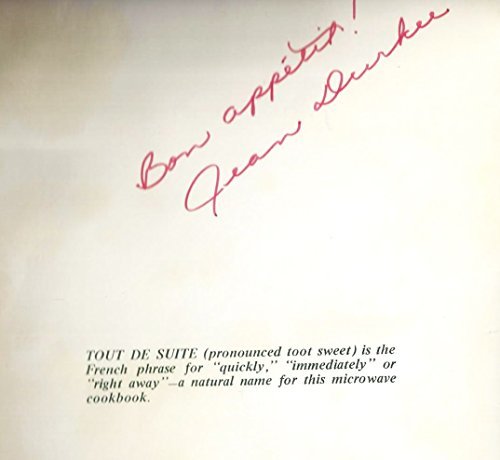 Bon appétit!
Jean Durkee
TOUT DE SUITE (pronounced toot sweet) is the
French phrase for "quickly," "immediately" or
"right away"—a natural name for this microwave
cookbook.